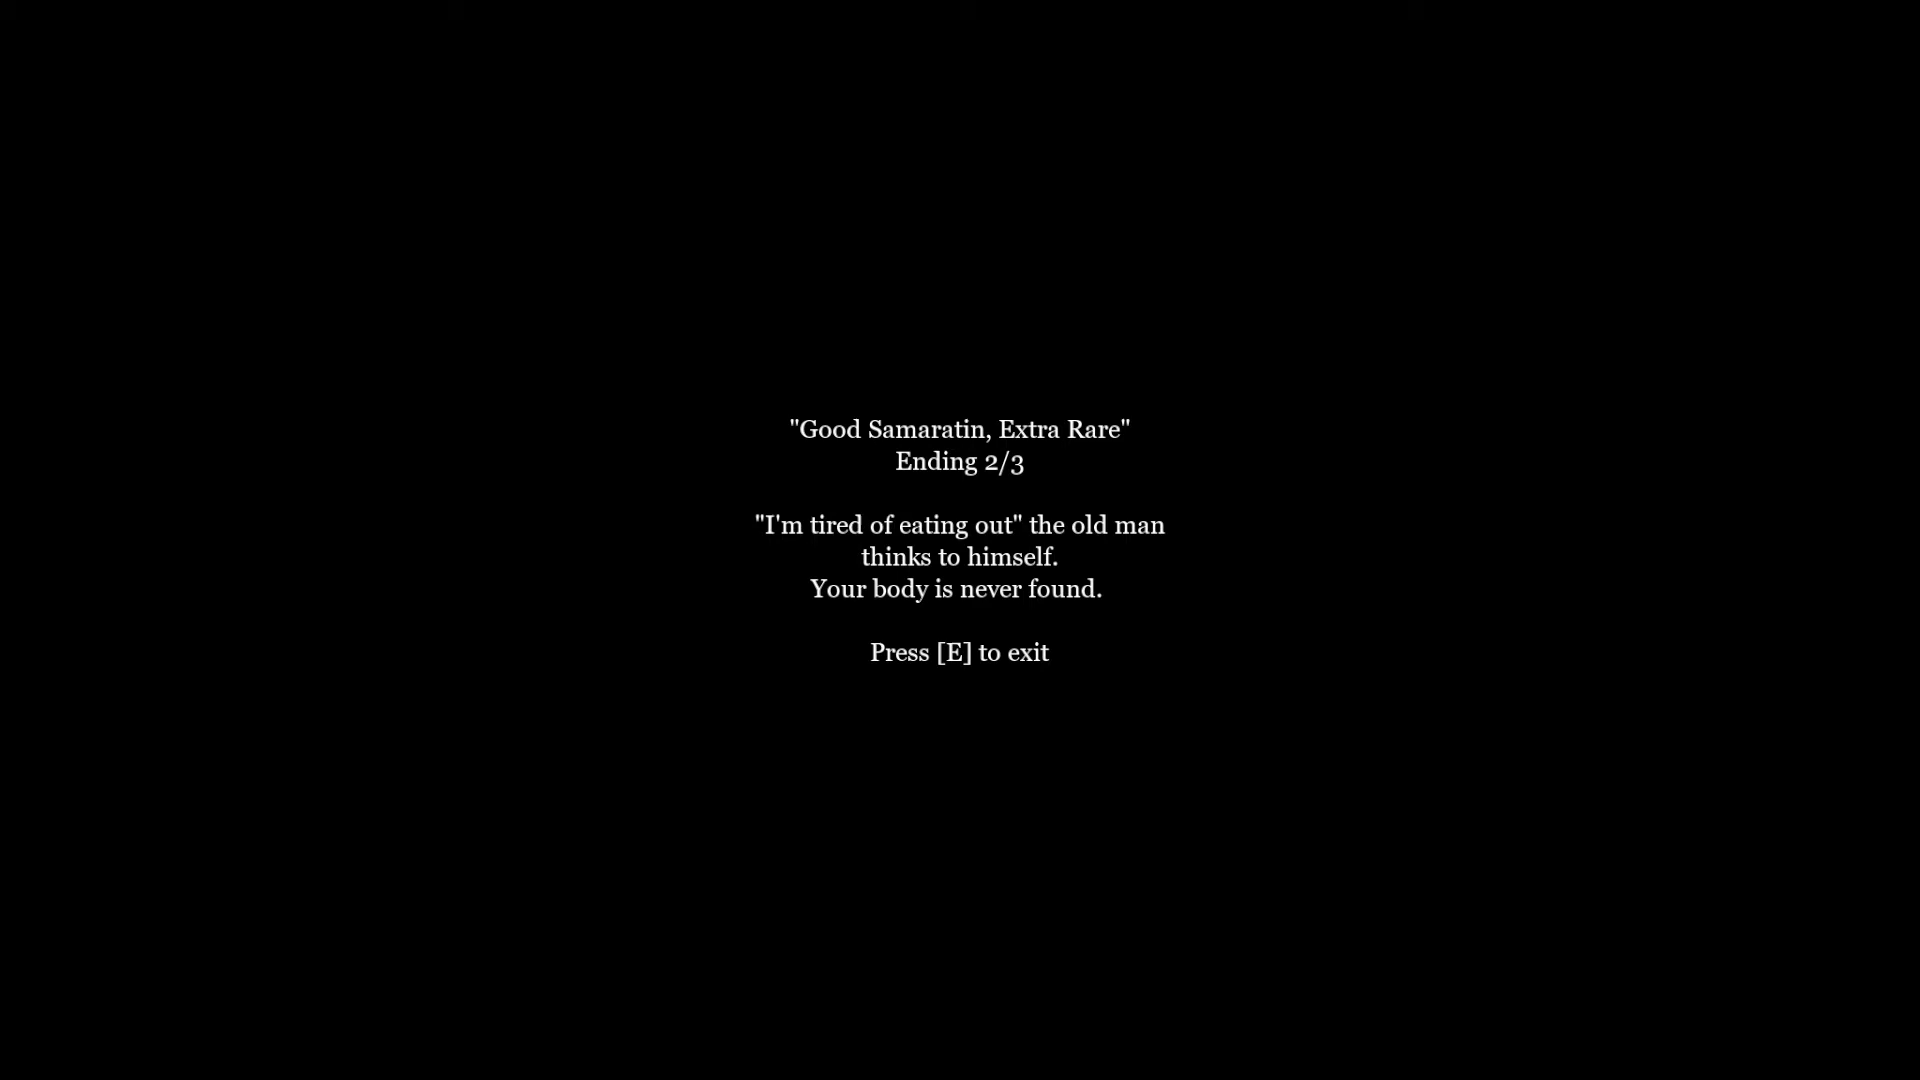 "Good Samaratin, Extra Rare"
Ending 2/3
"I'm tired of eating out" the old man
thinks to himself.
Your body is never found.
Press [E] to exit